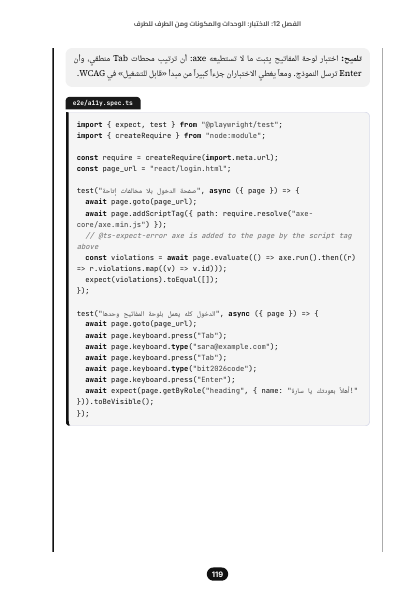 الفصل 12: الاختبار: الوحدات والمكونات ومن الطرف للطرف
تلميح: اختبار لوحة المفاتيح يثبت ما لا تستطيعه axe: أن ترتيب محطات Tab منطقي، وأن
Enter ترسل النموذج. ومعاً يغطي الاختباران جزءاً كبيراً من مبدأ «قابل للتشغيل» في WCAG.
e2e/a11y.spec.ts
import { expect, test } from "@playwright/test";
import { createRequire } from "node:module";
const require = createRequire(import.meta.url);
const page_url = "react/login.html";
test("صفحة الدخول بلا مخالفات إتاحة", async ({ page }) => {
await page.goto(page_url);
await page.addScriptTag({ path: require.resolve("axe-
core/axe.min.js") });
// @ts-expect-error axe is added to the page by the script tag
above
const violations = await page.evaluate(() => axe.run().then((r)
=> r.violations.map((v) => v.id)));
expect(violations).toEqual([]);
});
test("الدخول كله يعمل بلوحة المفاتيح وحدها", async ({ page }) => {
await page.goto(page_url);
await page.keyboard.press("Tab");
await page.keyboard.type("sara@example.com");
await page.keyboard.press("Tab");
await page.keyboard.type("bit2026code");
await page.keyboard.press("Enter");
await expect(page.getByRole("heading", { name: "أهلاً بعودتك يا سارة!"
})).toBeVisible();
});
119